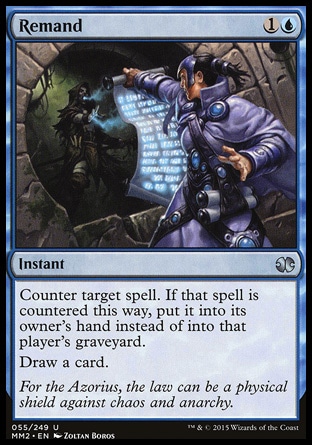 Remand 1
Instant
Counter target spell. If that spell is
countered this way, put it into its
owner's hand instead of into that
player's graveyard.
Draw a card.
For the Azorius, the law can be a physical
shield against chaos and anarchy.
055/249 U
MM2 • EN Zoltan Boros
™ & © 2015 Wizards of the Coast